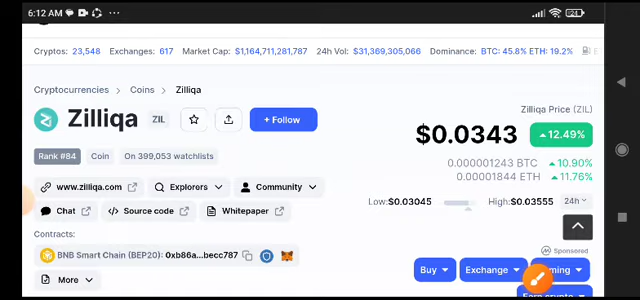 6:12 AM
24
Cryptos: 23,548 Exchanges: 617 Market Cap: $1,164,711,281,787 24h Vol: $31,369,305,066 Dominance: BTC: 45.8% ETH: 19.2%
Cryptocurrencies > Coins > Zilliqa
Zilliqa ZIL + Follow
Zilliqa Price (ZIL)
$0.0343 12.49%
Rank #84 Coin On 399,053 watchlists
0.000001243 BTC 10.90%
0.00001844 ETH 11.76%
www.zilliqa.com Explorers Community
Low:$0.03045 High:$0.03555 24h
Chat Source code Whitepaper
Contracts:
Sponsored
BNB Smart Chain (BEP20): 0xb86a...becc787
Buy Exchange
More